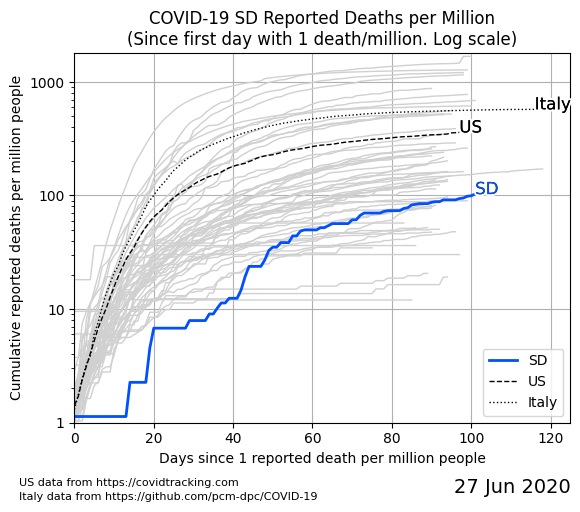 COVID-19 SD Reported Deaths per Million
(Since first day with 1 death/million. Log scale)
Cumulative reported deaths per million people
1000
100
10
1
Italy
US
SD
SD
US
Italy
0 20 40 60 80 100 120
Days since 1 reported death per million people
US data from https://covidtracking.com
Italy data from https://github.com/pcm-dpc/COVID-19
27 Jun 2020